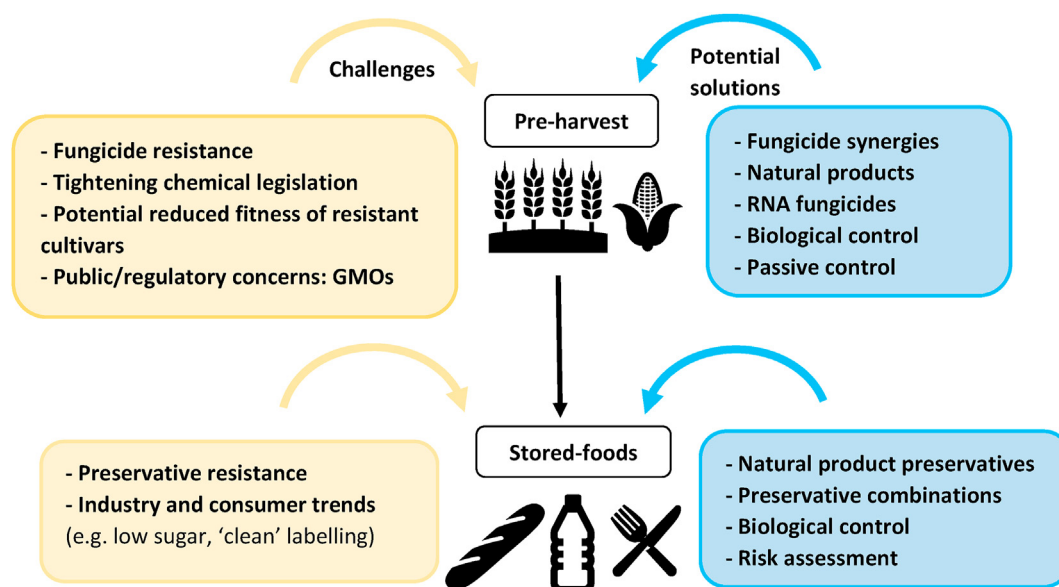 Challenges
Potential
solutions
Pre-harvest
- Fungicide resistance
- Tightening chemical legislation
- Potential reduced fitness of resistant
cultivars
- Public/regulatory concerns: GMOs
- Fungicide synergies
- Natural products
- RNA fungicides
- Biological control
- Passive control
Stored-foods
- Preservative resistance
- Industry and consumer trends
(e.g. low sugar, ‘clean’ labelling)
- Natural product preservatives
- Preservative combinations
- Biological control
- Risk assessment